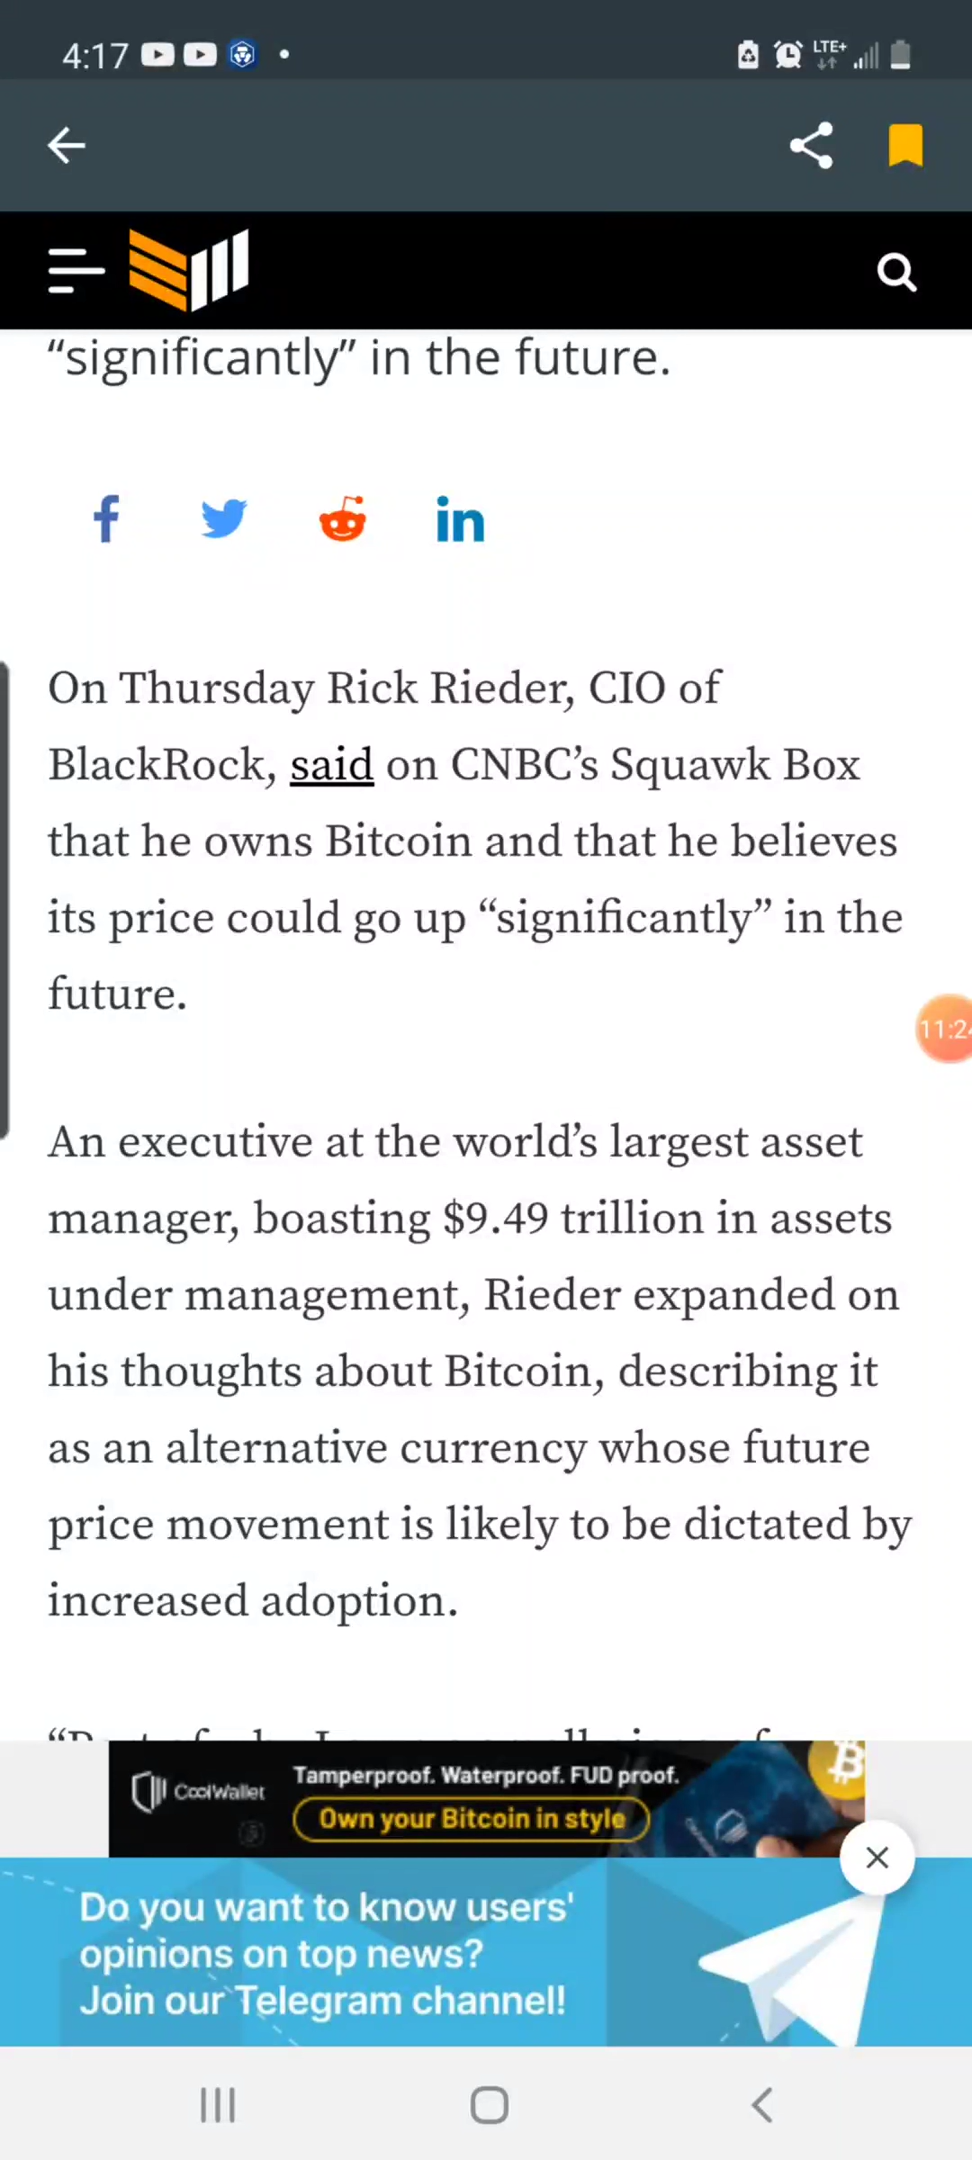 4:17
LTE+
“significantly” in the future.
On Thursday Rick Rieder, CIO of
BlackRock, said on CNBC’s Squawk Box
that he owns Bitcoin and that he believes
its price could go up “significantly” in the
future.
11:24
An executive at the world’s largest asset
manager, boasting $9.49 trillion in assets
under management, Rieder expanded on
his thoughts about Bitcoin, describing it
as an alternative currency whose future
price movement is likely to be dictated by
increased adoption.
CoolWallet
Tamperproof. Waterproof. FUD proof.
Own your Bitcoin in style
Do you want to know users'
opinions on top news?
Join our Telegram channel!